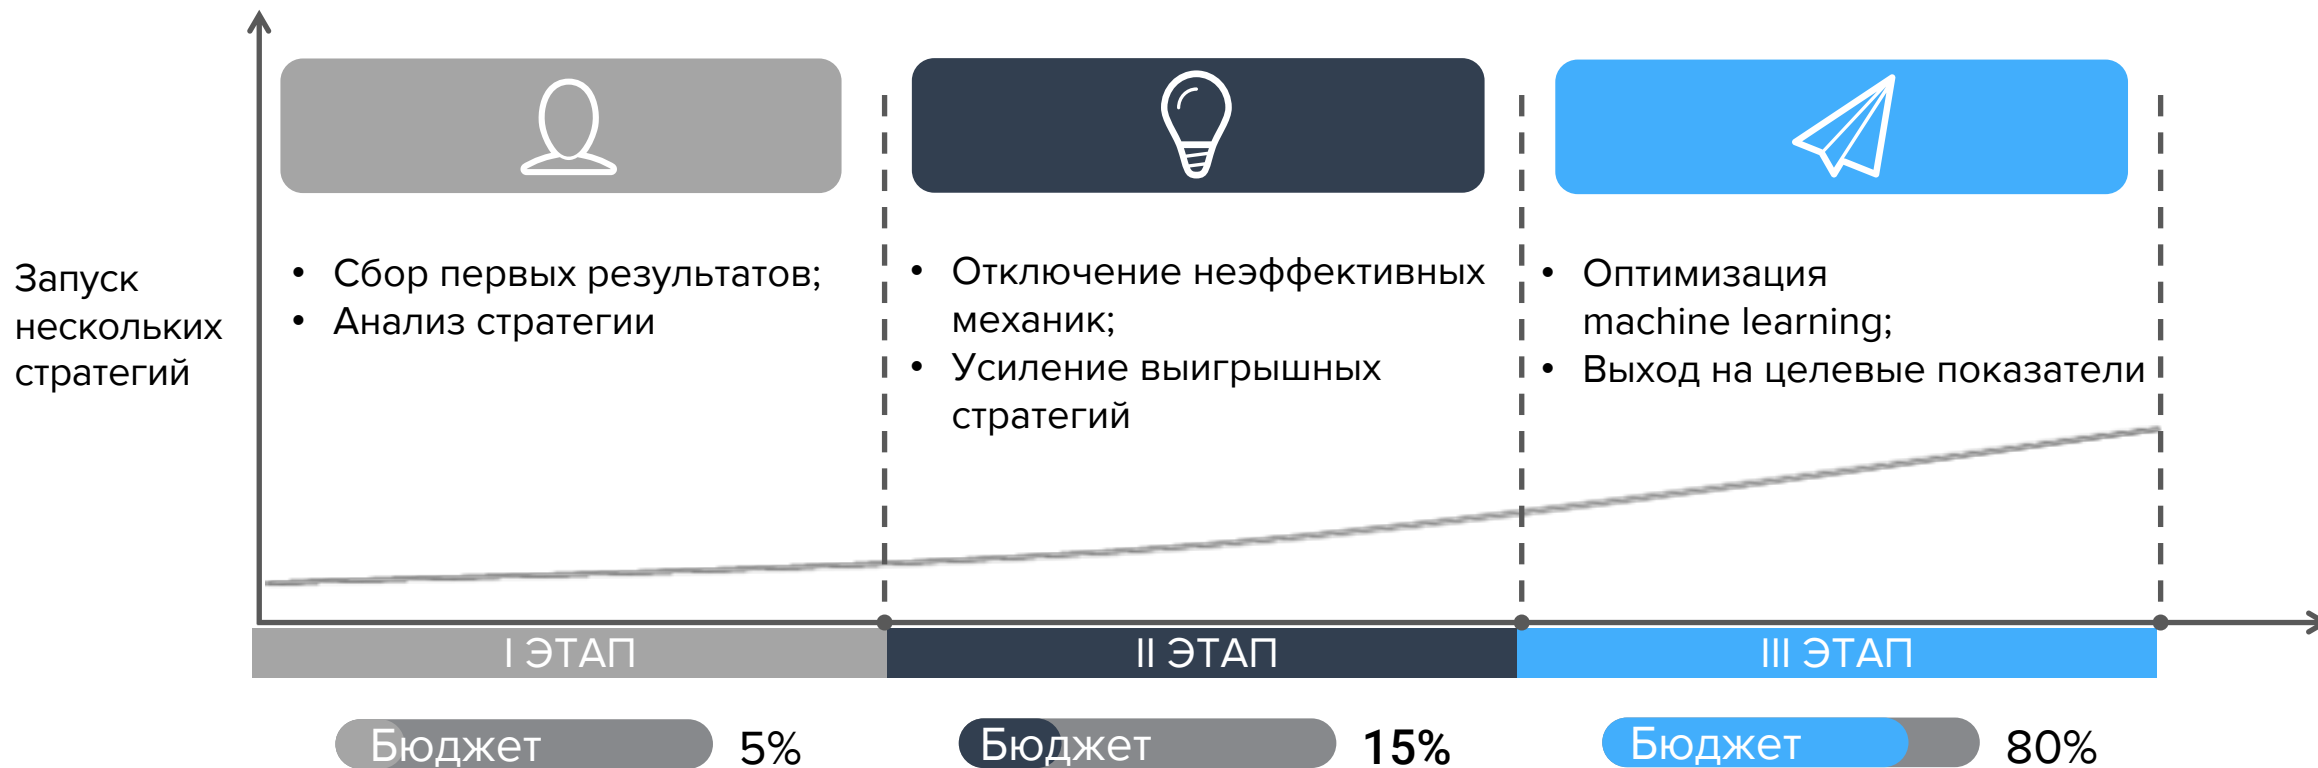 Запуск
нескольких
стратегий
• Сбор первых результатов;
• Анализ стратегии
• Отключение неэффективных
механик;
• Усиление выигрышных
стратегий
• Оптимизация
machine learning;
• Выход на целевые показатели
I ЭТАП
II ЭТАП
III ЭТАП
Бюджет 5%
Бюджет 15%
Бюджет 80%